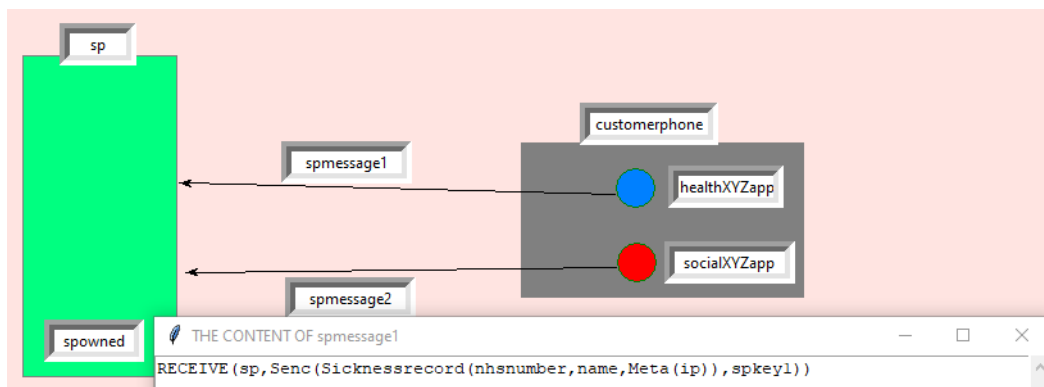 sp
customerphone
spmessage1
healthXYZapp
socialXYZapp
spmessage2
spowned
THE CONTENT OF spmessage1
RECEIVE(sp,Senc(Sicknessrecord(nhsnumber,name,Meta(ip)),spkey1))